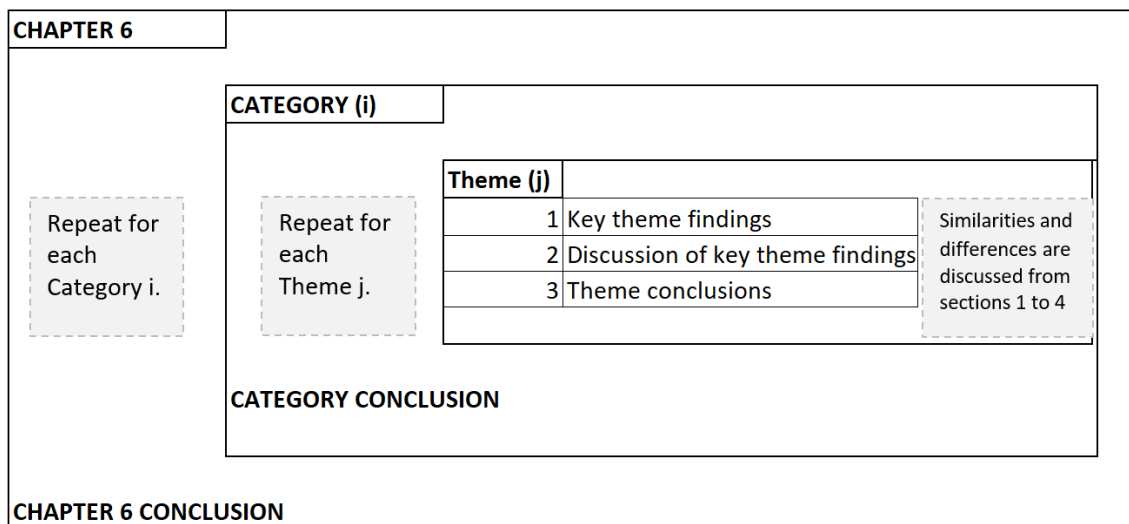 CHAPTER 6
CATEGORY (i)
Theme (j)
Repeat for
each
Category i.
Repeat for
each
Theme j.
1 Key theme findings
2 Discussion of key theme findings
3 Theme conclusions
Similarities and
differences are
discussed from
sections 1 to 4
CATEGORY CONCLUSION
CHAPTER 6 CONCLUSION